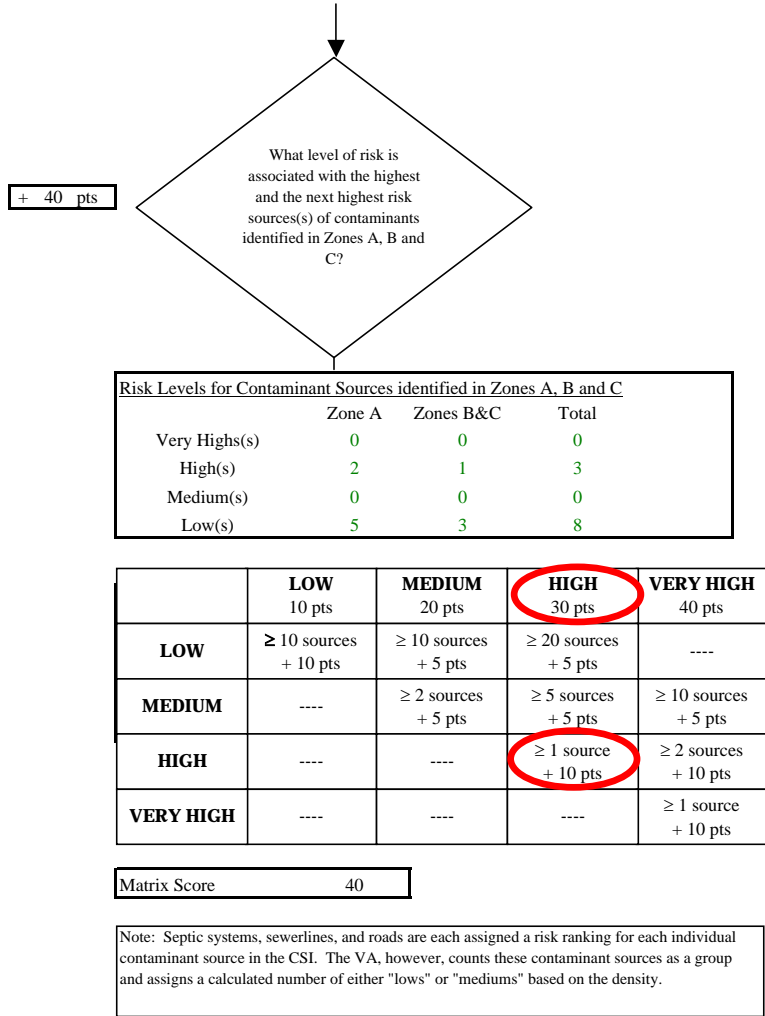 What level of risk is
associated with the highest
and the next highest risk
sources(s) of contaminants
identified in Zones A, B and
C?
+ 40 pts
Risk Levels for Contaminant Sources identified in Zones A, B and C
Zone A Zones B&C Total
Very Highs(s) 0 0 0
High(s) 2 1 3
Medium(s) 0 0 0
Low(s) 5 3 8
LOW MEDIUM HIGH VERY HIGH
10 pts 20 pts 30 pts 40 pts
LOW ≥ 10 sources ≥ 10 sources ≥ 20 sources ----
+ 10 pts + 5 pts + 5 pts
MEDIUM ---- ≥ 2 sources ≥ 5 sources ≥ 10 sources
+ 5 pts + 5 pts + 5 pts
HIGH ---- ---- ≥ 1 source ≥ 2 sources
+ 10 pts + 10 pts
VERY HIGH ---- ---- ---- ≥ 1 source
+ 10 pts
Matrix Score 40
Note: Septic systems, sewerlines, and roads are each assigned a risk ranking for each individual
contaminant source in the CSI. The VA, however, counts these contaminant sources as a group
and assigns a calculated number of either "lows" or "mediums" based on the density.